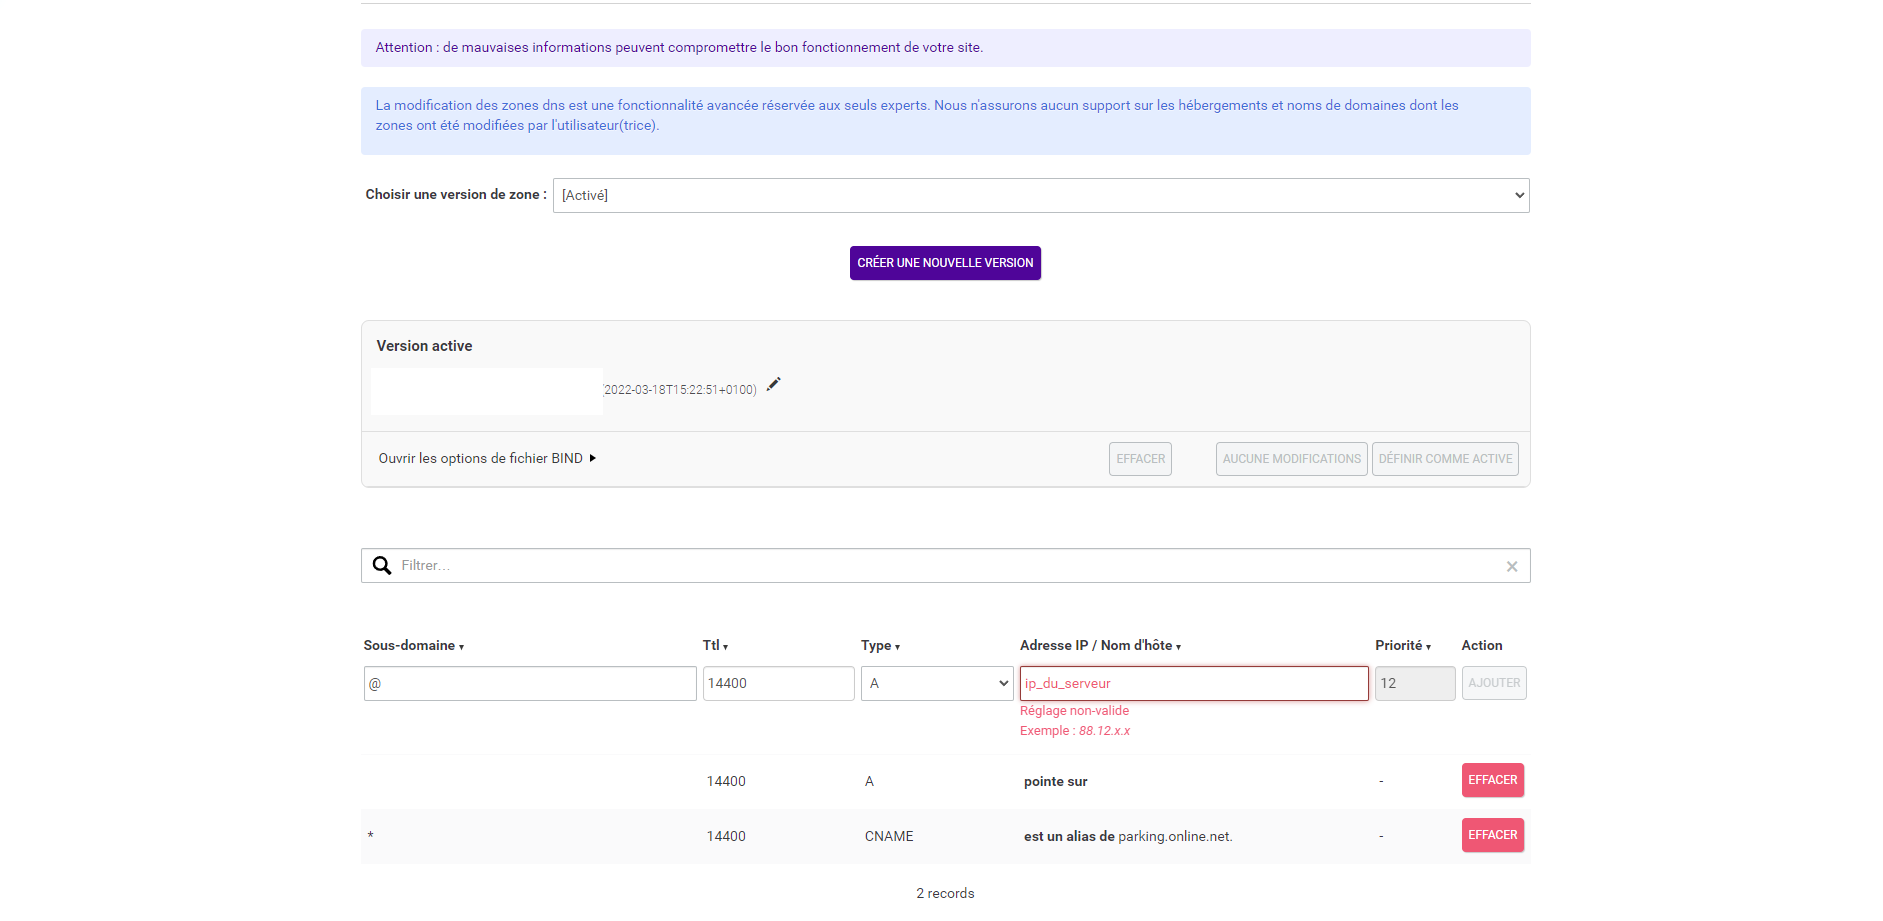 Attention : de mauvaises informations peuvent compromettre le bon fonctionnement de votre site.
La modification des zones dns est une fonctionnalité avancée réservée aux seuls experts. Nous n'assurons aucun support sur les hébergements et noms de domaines dont les
zones ont été modifiées par l'utilisateur(trice).
Choisir une version de zone : [Activé]
CRÉER UNE NOUVELLE VERSION
Version active
(2022-03-18T15:22:51+0100)
Ouvrir les options de fichier BIND EFFACER AUCUNE MODIFICATIONS DÉFINIR COMME ACTIVE
Filtrer…
Sous-domaine Ttl Type Adresse IP / Nom d'hôte Priorité Action
@ 14400 A ip_du_serveur 12 AJOUTER
Réglage non-valide
Exemple : 88.12.x.x
14400 A pointe sur - EFFACER
* 14400 CNAME est un alias de parking.online.net. - EFFACER
2 records